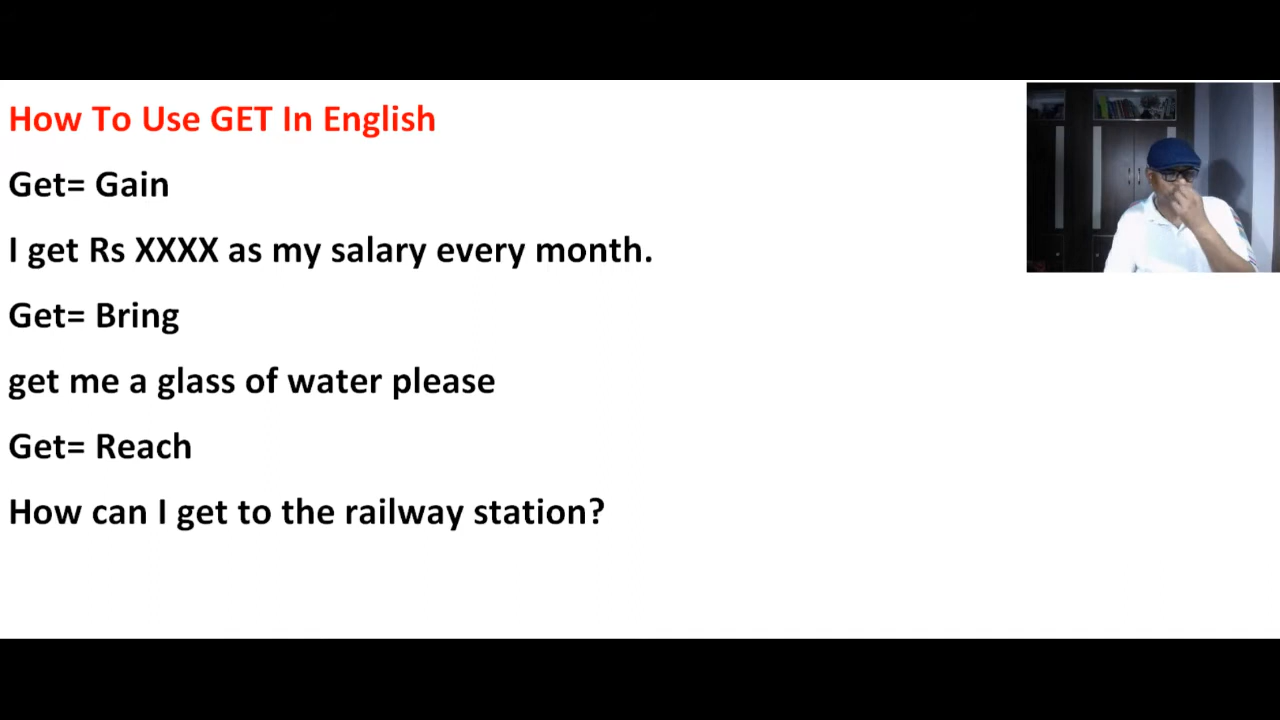 How To Use GET In English
Get= Gain
I get Rs XXXX as my salary every month.
Get= Bring
get me a glass of water please
Get= Reach
How can I get to the railway station?